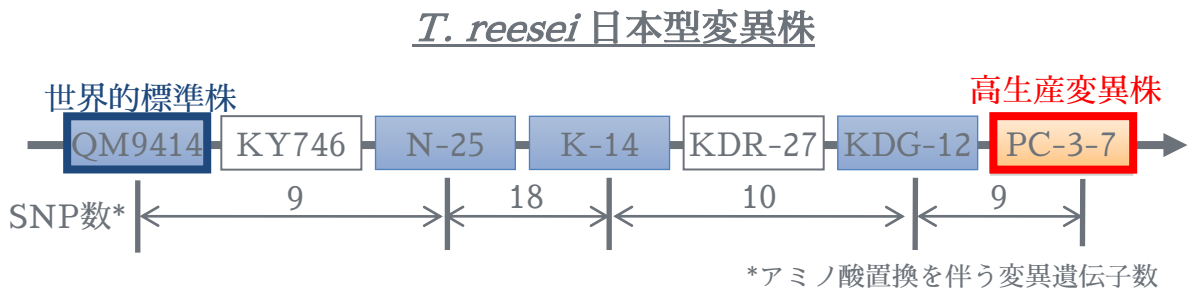 T. reesei 日本型変異株
世界的標準株
高生産変異株
QM9414 KY746 N-25 K-14 KDR-27 KDG-12 PC-3-7
SNP数* 9 18 10 9
*アミノ酸置換を伴う変異遺伝子数